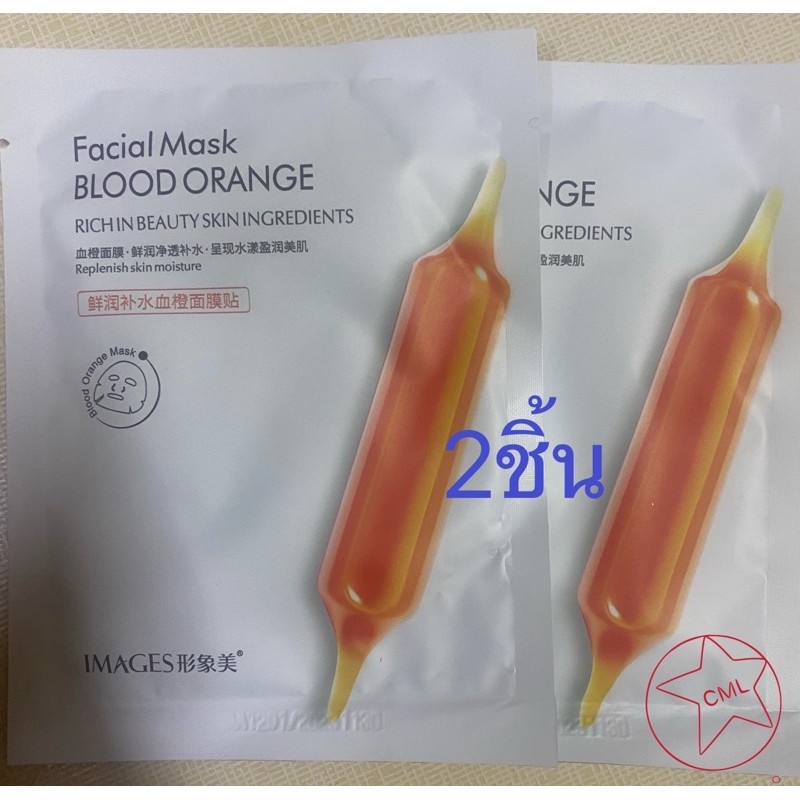 Facial Mask
BLOOD ORANGE
RICH IN BEAUTY SKIN INGREDIENTS
血橙面膜·鲜润净透补水·呈现水漾盈润美肌
Replenish skin moisture
鲜润补水血橙面膜贴
Blood Orange Mask
IMAGES形象美®
NGE
GREDIENTS
盈润美肌
2ชิ้น
CML